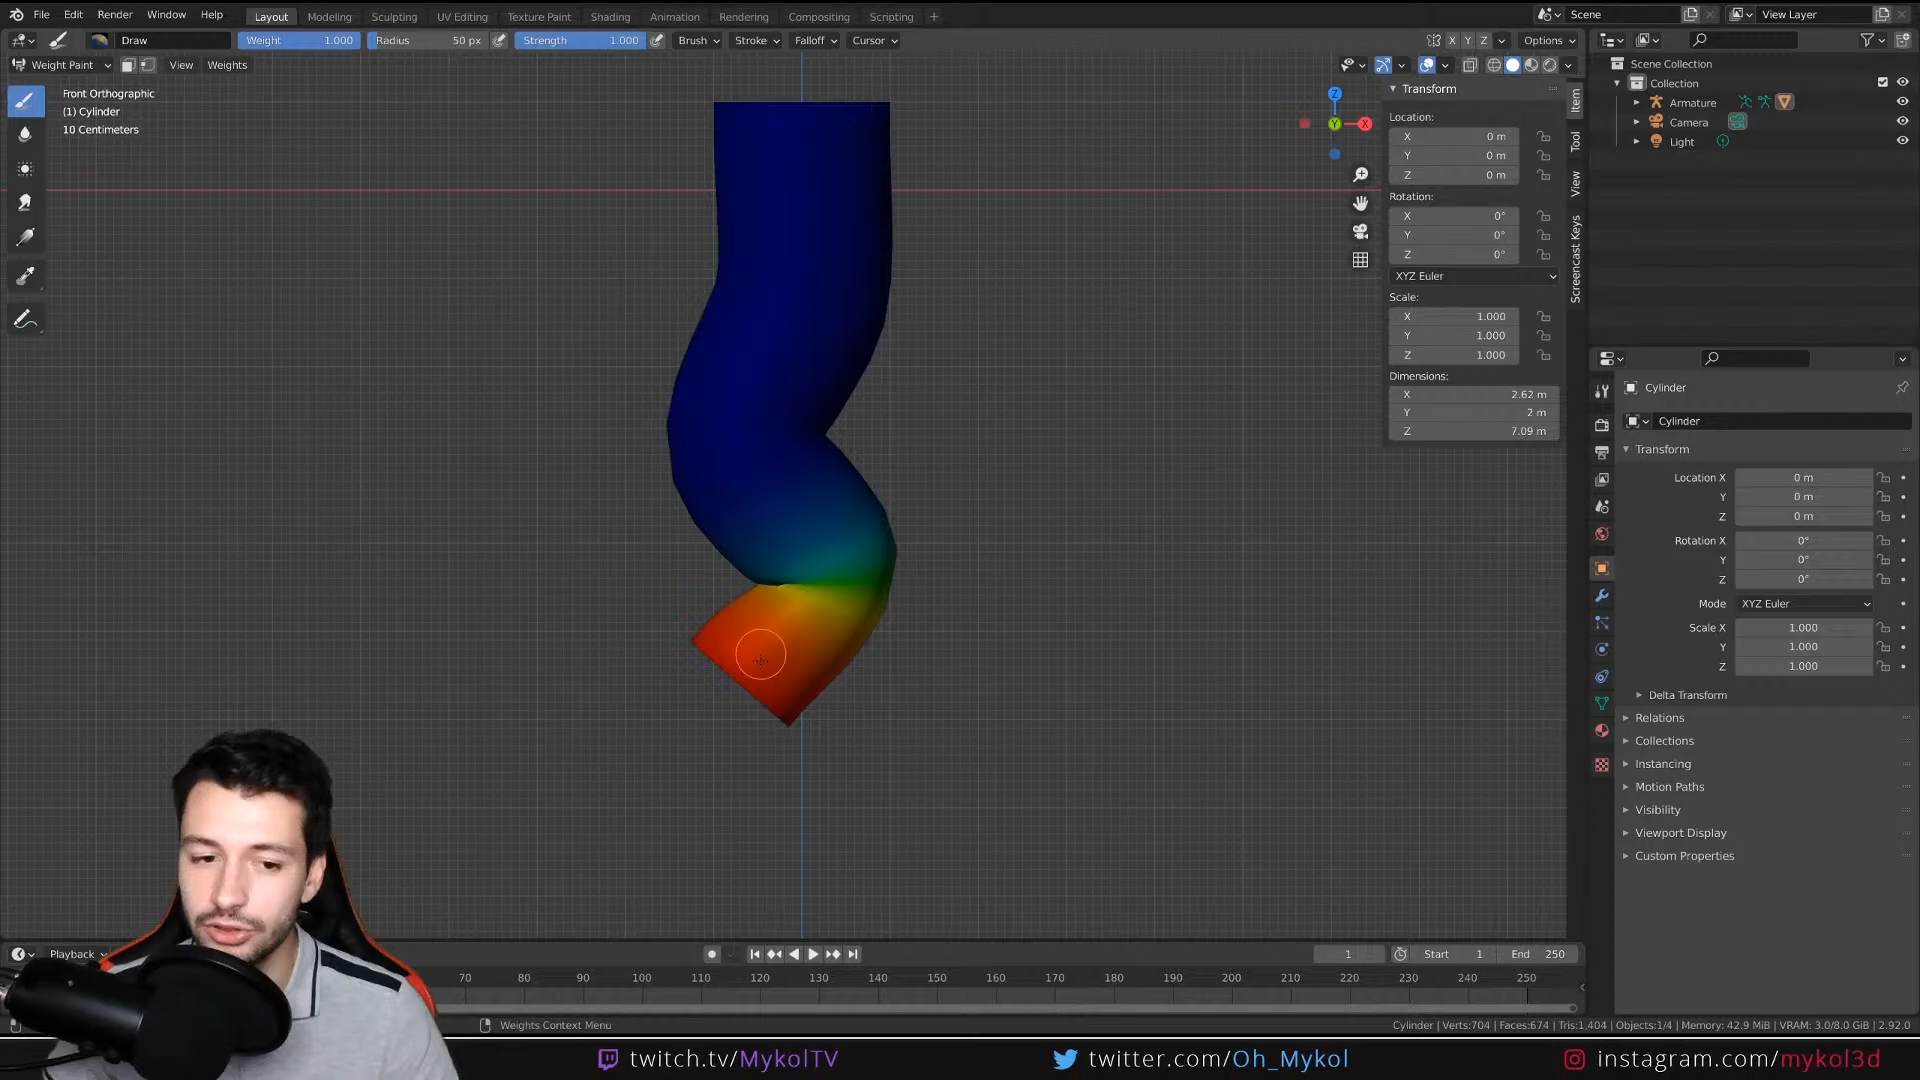 File Edit Render Window Help Layout Modeling Sculpting UV Editing Texture Paint Shading Animation Rendering Compositing Scripting + Scene View Layer
Draw Weight 1.000 Radius 50 px Strength 1.000 Brush Stroke Falloff Cursor X Y Z Options
Weight Paint View Weights
Front Orthographic
(1) Cylinder
10 Centimeters
Z
Y
X
Transform
Location:
X 0 m
Y 0 m
Z 0 m
Rotation:
X 0°
Y 0°
Z 0°
XYZ Euler
Scale:
X 1.000
Y 1.000
Z 1.000
Dimensions:
X 2.62 m
Y 2 m
Z 7.09 m
Item
Tool
View
Screencast Keys
Scene Collection
Collection
Armature
Camera
Light
Cylinder
Cylinder
Transform
Location X 0 m
Y 0 m
Z 0 m
Rotation X 0°
Y 0°
Z 0°
Mode XYZ Euler
Scale X 1.000
Y 1.000
Z 1.000
Delta Transform
Relations
Collections
Instancing
Motion Paths
Visibility
Viewport Display
Custom Properties
Playback 1 Start 1 End 250
70 80 90 100 110 120 130 140 150 160 170 180 190 200 210 220 230 240 250
Weights Context Menu
Cylinder | Verts:704 | Faces:674 | Tris:1,404 | Objects:1/4 | Memory: 42.9 MiB | VRAM: 3.0/8.0 GiB | 2.92.0
twitch.tv/MykolTV twitter.com/Oh_Mykol instagram.com/mykol3d